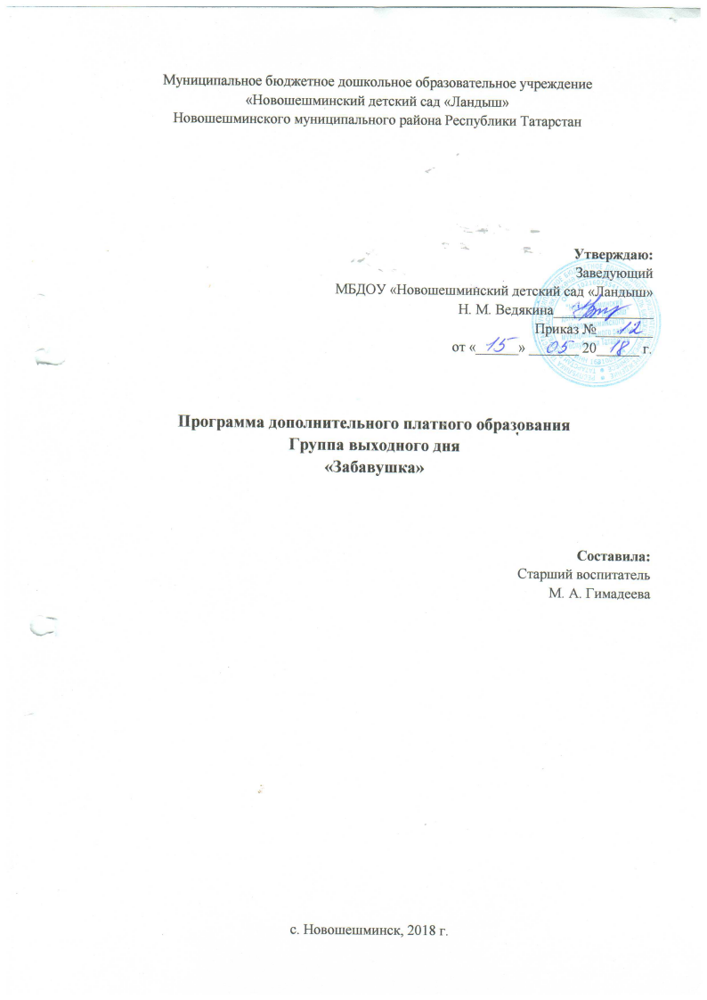 Муниципальное бюджетное дошкольное образовательное учреждение
«Новошешминский детский сад «Ландыш»
Новошешминского муниципального района Республики Татарстан
Утверждаю:
Заведующий
МБДОУ «Новошешминский детский сад «Ландыш»
Н. М. Ведякина
Приказ № 12
от « 15 » 05 20 18 г.
Программа дополнительного платного образования
Группа выходного дня
«Забавушка»
Составила:
Старший воспитатель
М. А. Гимадеева
с. Новошешминск, 2018 г.